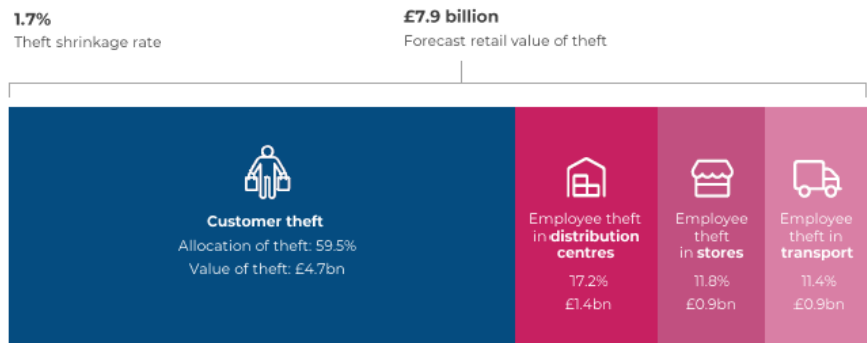 1.7%
Theft shrinkage rate
£7.9 billion
Forecast retail value of theft
Customer theft
Allocation of theft: 59.5%
Value of theft: £4.7bn
Employee theft
in distribution
centres
17.2%
£1.4bn
Employee
theft
in stores
11.8%
£0.9bn
Employee
theft in
transport
11.4%
£0.9bn